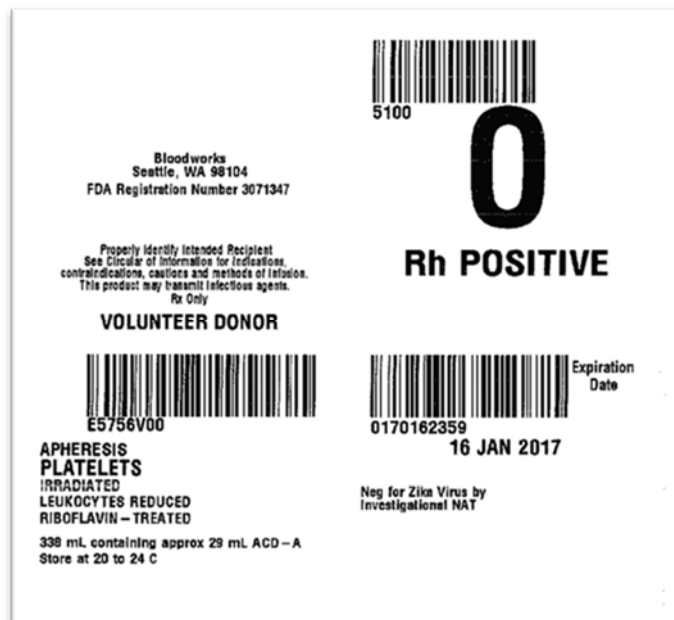 5100
O
Rh POSITIVE
Bloodworks
Seattle, WA 98104
FDA Registration Number 3071347
Properly Identify Intended Recipient
See Circular of Information for indications,
contraindications, cautions and methods of infusion.
This product may transmit infectious agents.
Rx Only
VOLUNTEER DONOR
E5756V00
APHERESIS
PLATELETS
IRRADIATED
LEUKOCYTES REDUCED
RIBOFLAVIN-TREATED
338 mL containing approx 29 mL ACD-A
Store at 20 to 24 C
Expiration
Date
0170162359
16 JAN 2017
Neg for Zika Virus by
Investigational NAT